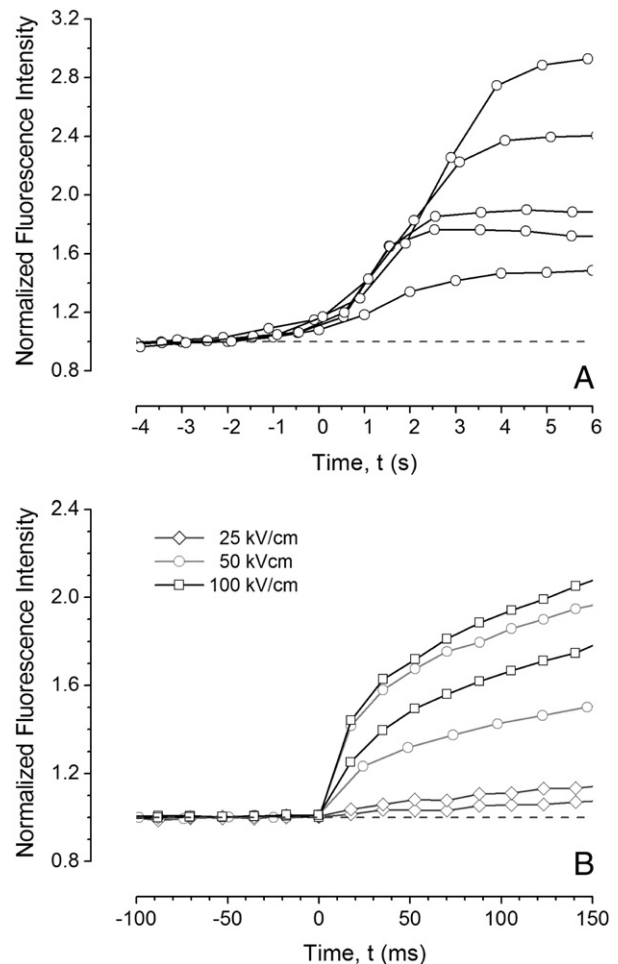 3.2
2.8
2.4
2.0
1.6
1.2
0.8
Normalized Fluorescence Intensity
A
-4 -3 -2 -1 0 1 2 3 4 5 6
Time, t (s)
2.4
2.0
1.6
1.2
0.8
Normalized Fluorescence Intensity
25 kV/cm
50 kVcm
100 kV/cm
B
-100 -50 0 50 100 150
Time, t (ms)